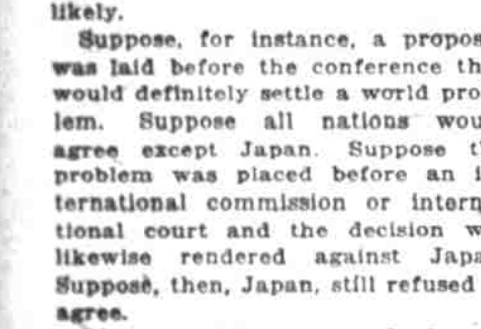 likely.
Suppose, for instance, a propos
was laid before the conference th
would definitely settle a world pro
lem. Suppose all nations wou
agree except Japan. Suppose t
problem was placed before an i
ternational commission or intern
tional court and the decision w
likewise rendered against Japa
Suppose, then, Japan, still refused
agree.